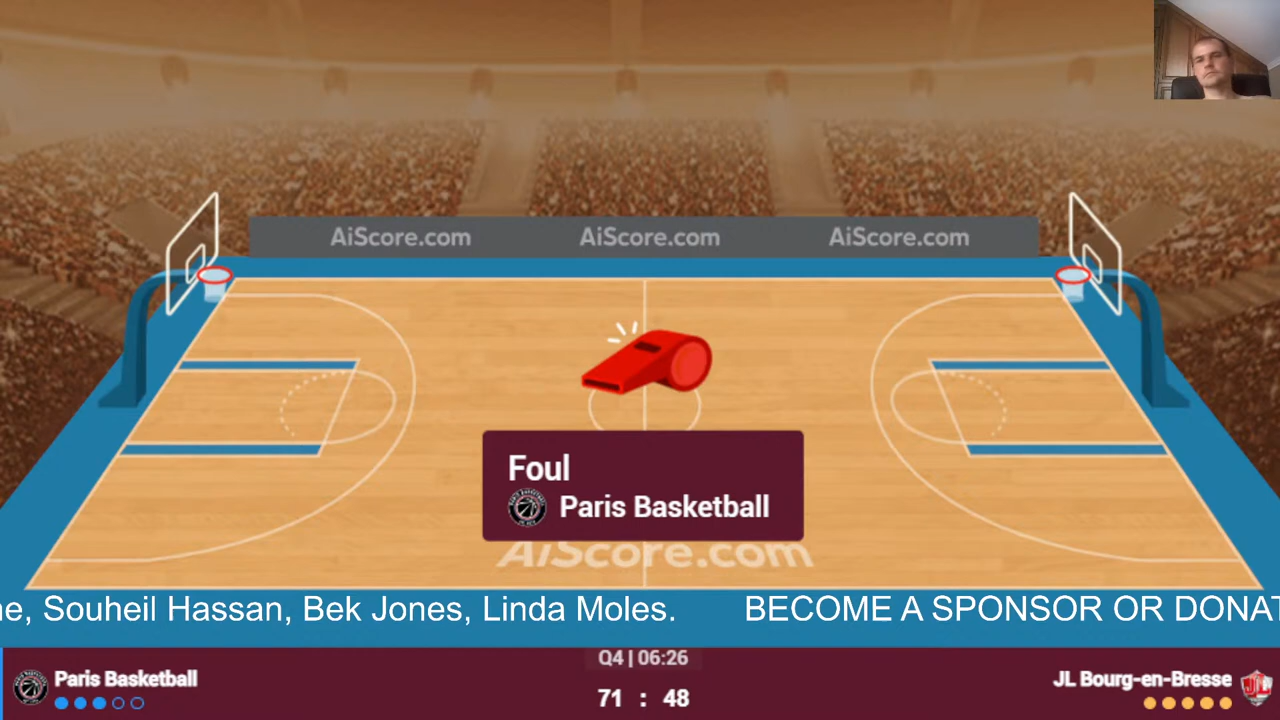 AiScore.com AiScore.com AiScore.com
Foul
Paris Basketball
AiScore.com
e, Souheil Hassan, Bek Jones, Linda Moles. BECOME A SPONSOR OR DONAT
Q4 | 06:26
Paris Basketball 71 : 48 JL Bourg-en-Bresse